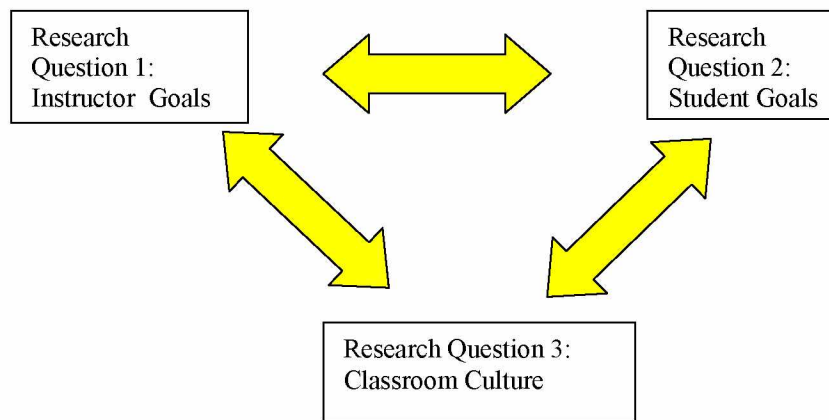 Research
Question 1:
Instructor Goals
Research
Question 2:
Student Goals
Research Question 3:
Classroom Culture